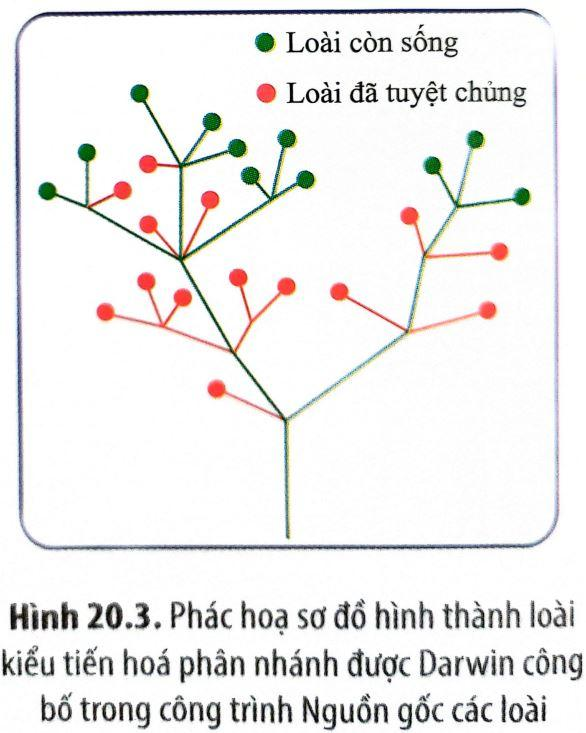 Loài còn sống
Loài đã tuyệt chủng
Hình 20.3. Phác hoạ sơ đồ hình thành loài
kiểu tiến hoá phân nhánh được Darwin công
bố trong công trình Nguồn gốc các loài